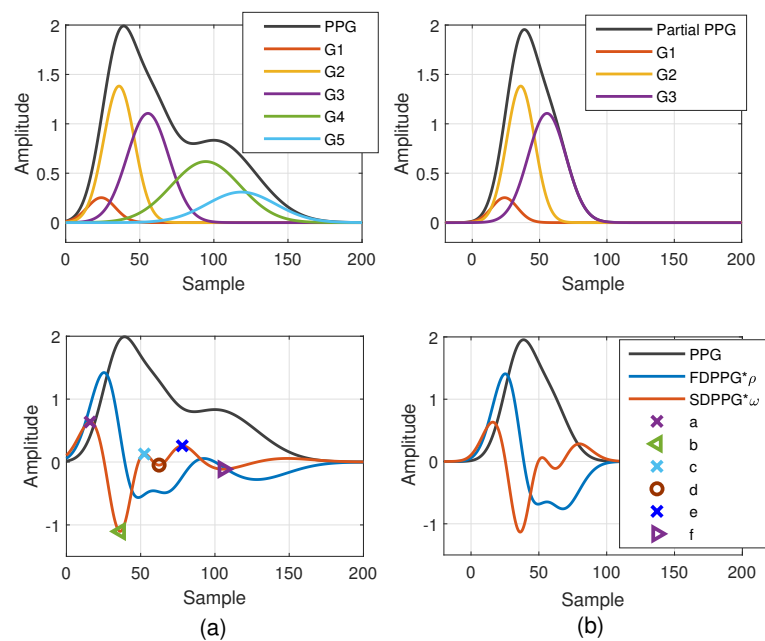 2
1.5
1
0.5
0
Amplitude
PPG
G1
G2
G3
G4
G5
0 50 100 150 200
Sample
2
1.5
1
0.5
0
Amplitude
Partial PPG
G1
G2
G3
0 50 100 150 200
Sample
2
1
0
-1
Amplitude
0 50 100 150 200
Sample
(a)
2
1
0
-1
Amplitude
PPG
FDPPG*ρ
SDPPG*ω
a
b
c
d
e
f
0 50 100 150 200
Sample
(b)